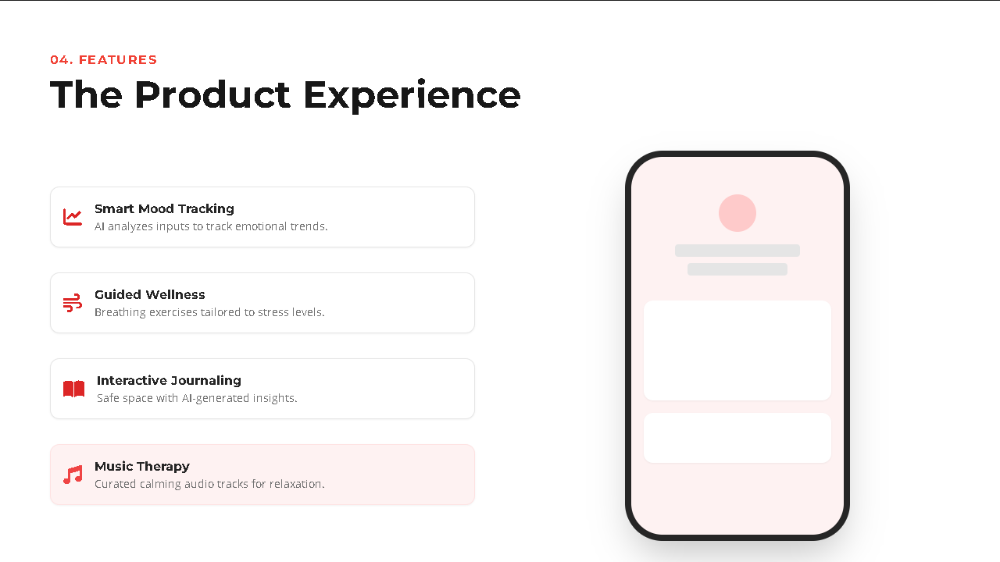 04. FEATURES
The Product Experience
Smart Mood Tracking
AI analyzes inputs to track emotional trends.
Guided Wellness
Breathing exercises tailored to stress levels.
Interactive Journaling
Safe space with AI-generated insights.
Music Therapy
Curated calming audio tracks for relaxation.